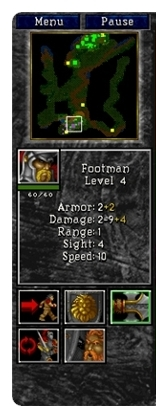 Menu Pause
60/60
Footman
Level 4
Armor: 2+2
Damage: 2-9+4
Range: 1
Sight: 4
Speed: 10